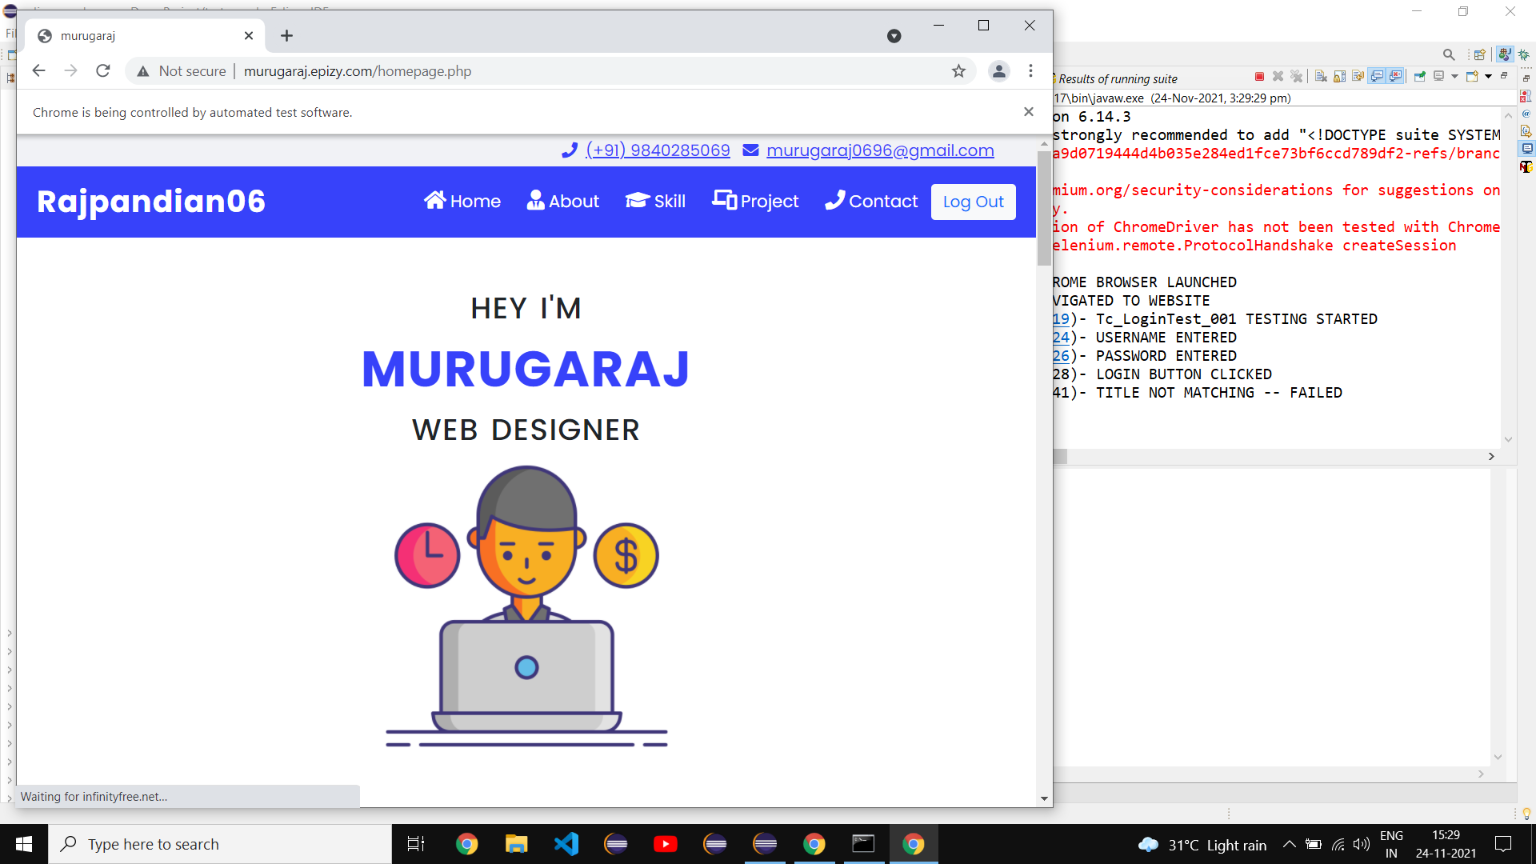 murugaraj
Not secure | murugaraj.epizy.com/homepage.php
Chrome is being controlled by automated test software.
(+91) 9840285069 murugaraj0696@gmail.com
Rajpandian06
Home About Skill Project Contact Log Out
HEY I'M
MURUGARAJ
WEB DESIGNER
$
Waiting for infinityfree.net...
Results of running suite
17\bin\javaw.exe (24-Nov-2021, 3:29:29 pm)
on 6.14.3
strongly recommended to add "<!DOCTYPE suite SYSTEM
a9d0719444d4b035e284ed1fce73bf6ccd789df2-refs/branc
mium.org/security-considerations for suggestions on
y.
ion of ChromeDriver has not been tested with Chrome
elenium.remote.ProtocolHandshake createSession
ROME BROWSER LAUNCHED
VIGATED TO WEBSITE
19)- Tc_LoginTest_001 TESTING STARTED
24)- USERNAME ENTERED
26)- PASSWORD ENTERED
28)- LOGIN BUTTON CLICKED
41)- TITLE NOT MATCHING -- FAILED
Type here to search
31°C Light rain
ENG
IN
15:29
24-11-2021